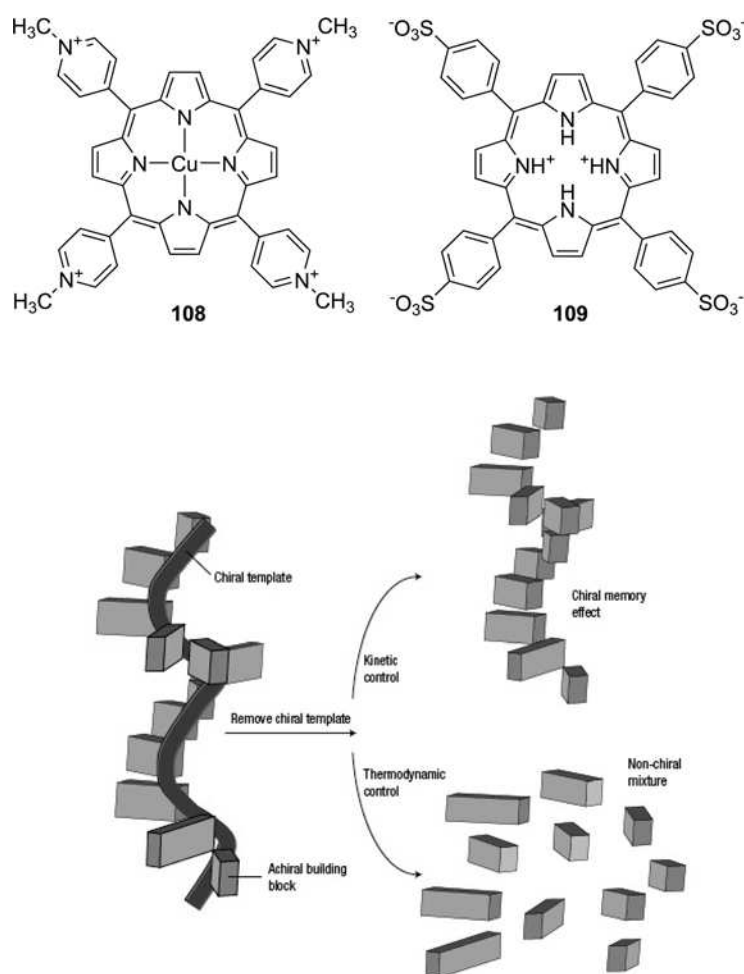 H₃C
N⁺
CH₃
N⁺
N
N
Cu
N
N
N⁺
H₃C
N⁺
CH₃
108
⁻O₃S
SO₃⁻
N
H
NH⁺
⁺HN
H
N
⁻O₃S
SO₃⁻
109
Chiral template
Remove chiral template
Achiral building
block
Kinetic
control
Thermodynamic
control
Chiral memory
effect
Non-chiral
mixture